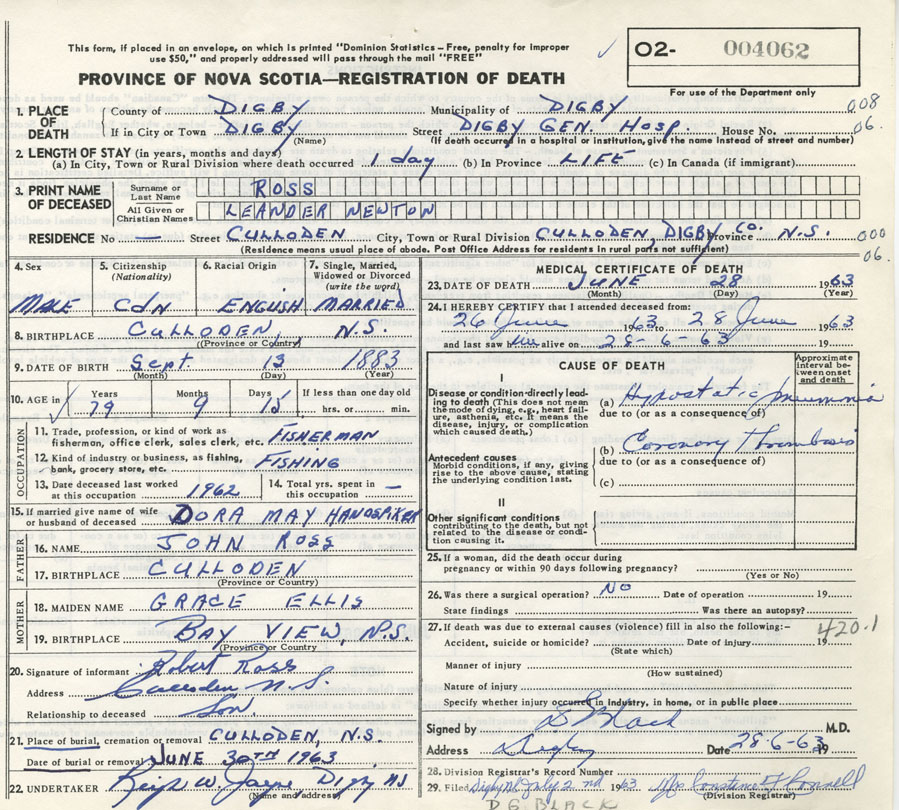 This form, if placed in an envelope, on which is printed "Dominion Statistics – Free, penalty for improper
use $50," and properly addressed will pass through the mail "FREE"
O2- 004062
PROVINCE OF NOVA SCOTIA—REGISTRATION OF DEATH
For use of the Department only
1. PLACE OF DEATH
County of DIGBY Municipality of DIGBY 008
If in City or Town DIGBY Street DIGBY GEN. HOSP. House No. 06.
(Name) (If death occurred in a hospital or institution, give the name instead of street and number)
2. LENGTH OF STAY (in years, months and days)
(a) In City, Town or Rural Division where death occurred 1 day (b) In Province LIFE (c) In Canada (if immigrant)
3. PRINT NAME OF DECEASED
Surname or Last Name ROSS
All Given or Christian Names LEANDER NEWTON
RESIDENCE No — Street CULLODEN City, Town or Rural Division CULLODEN, DIGBY CO. Province N.S. 000
(Residence means usual place of abode. Post Office Address for residents in rural parts not sufficient) 06.
4. Sex MALE
5. Citizenship (Nationality) CDN
6. Racial Origin ENGLISH
7. Single, Married, Widowed or Divorced (write the word) MARRIED
8. BIRTHPLACE CULLODEN, N.S.
(Province or Country)
9. DATE OF BIRTH Sept. 13 1883
(Month) (Day) (Year)
10. AGE in Years 79 Months 9 Days 15 If less than one day old hrs. or min.
OCCUPATION
11. Trade, profession, or kind of work as
fisherman, office clerk, sales clerk, etc. FISHERMAN
12. Kind of industry or business, as fishing,
bank, grocery store, etc. FISHING
13. Date deceased last worked
at this occupation 1962
14. Total yrs. spent in
this occupation —
15. If married give name of wife
or husband of deceased DORA MAY HANDSPIKER
FATHER
16. NAME JOHN ROSS
17. BIRTHPLACE CULLODEN
(Province or Country)
MOTHER
18. MAIDEN NAME GRACE ELLIS
19. BIRTHPLACE BAY VIEW, N.S.
(Province or Country)
20. Signature of informant Robert Ross
Address Culloden N.S.
Relationship to deceased Son
21. Place of burial, cremation or removal CULLODEN, N.S.
Date of burial or removal JUNE 30TH 1963
22. UNDERTAKER W. Jayne, Digby NS
(Name and address)
MEDICAL CERTIFICATE OF DEATH
23. DATE OF DEATH JUNE 28 1963
(Month) (Day) (Year)
24. I HEREBY CERTIFY that I attended deceased from
26 June 1963 to 28 June 1963
and last saw him alive on 28-6-63 19
CAUSE OF DEATH
Approximate interval between onset and death
I
Disease or condition directly leading to death (This does not mean
the mode of dying, e.g., heart failure, asthenia, etc. It means the
disease, injury, or complication which caused death.)
(a) Hypostatic pneumonia
due to (or as a consequence of)
Antecedent causes
Morbid conditions, if any, giving rise to the above cause, stating
the underlying condition last.
(b) Coronary Thrombosis
due to (or as a consequence of)
(c)
II
Other significant conditions
contributing to the death, but not related to the disease or condition causing it.
25. If a woman, did the death occur during
pregnancy or within 90 days following pregnancy?
(Yes or No)
26. Was there a surgical operation? NO Date of operation 19
State findings Was there an autopsy?
27. If death was due to external causes (violence) fill in also the following:- 420.1
Accident, suicide or homicide? Date of injury 19
(State which)
Manner of injury
(How sustained)
Nature of injury
Specify whether injury occurred in industry, in home, or in public place
Signed by D G Black M.D.
Address Digby Date 28-6-63 19
28. Division Registrar's Record Number
29. Filed Digby NS July 2nd 1963 Mrs Constance
(Division Registrar)
D G. BLACK